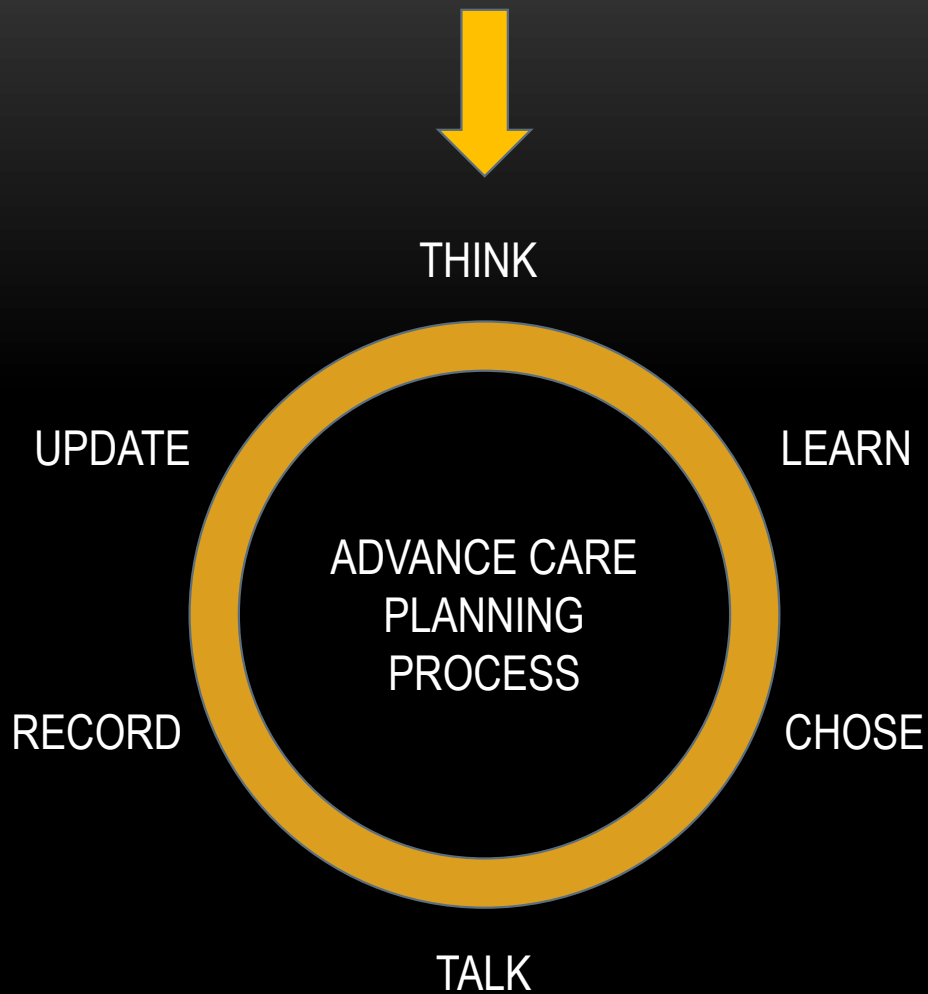 THINK
UPDATE
LEARN
ADVANCE CARE
PLANNING
PROCESS
RECORD
CHOSE
TALK